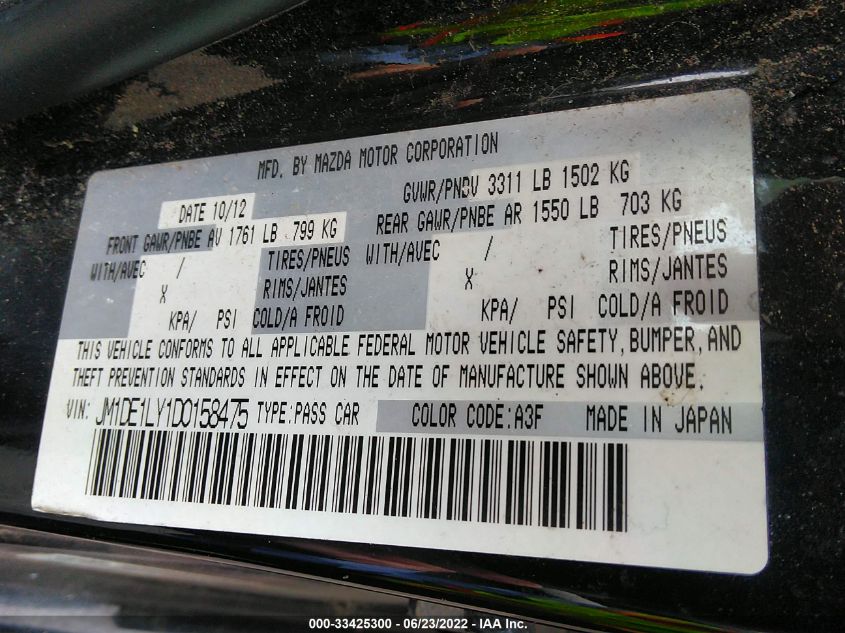 MFD. BY MAZDA MOTOR CORPORATION
DATE 10/12 GVWR/PNBV 3311 LB 1502 KG
FRONT GAWR/PNBE AV 1761 LB 799 KG REAR GAWR/PNBE AR 1550 LB 703 KG
WITH/AVEC / TIRES/PNEUS WITH/AVEC / TIRES/PNEUS
X RIMS/JANTES X RIMS/JANTES
KPA/ PSI COLD/A FROID KPA/ PSI COLD/A FROID
THIS VEHICLE CONFORMS TO ALL APPLICABLE FEDERAL MOTOR VEHICLE SAFETY, BUMPER, AND
THEFT PREVENTION STANDARDS IN EFFECT ON THE DATE OF MANUFACTURE SHOWN ABOVE.
VIN: JM1DE1LY1D0158475 TYPE:PASS CAR COLOR CODE:A3F MADE IN JAPAN
000-33425300 - 06/23/2022 - IAA Inc.